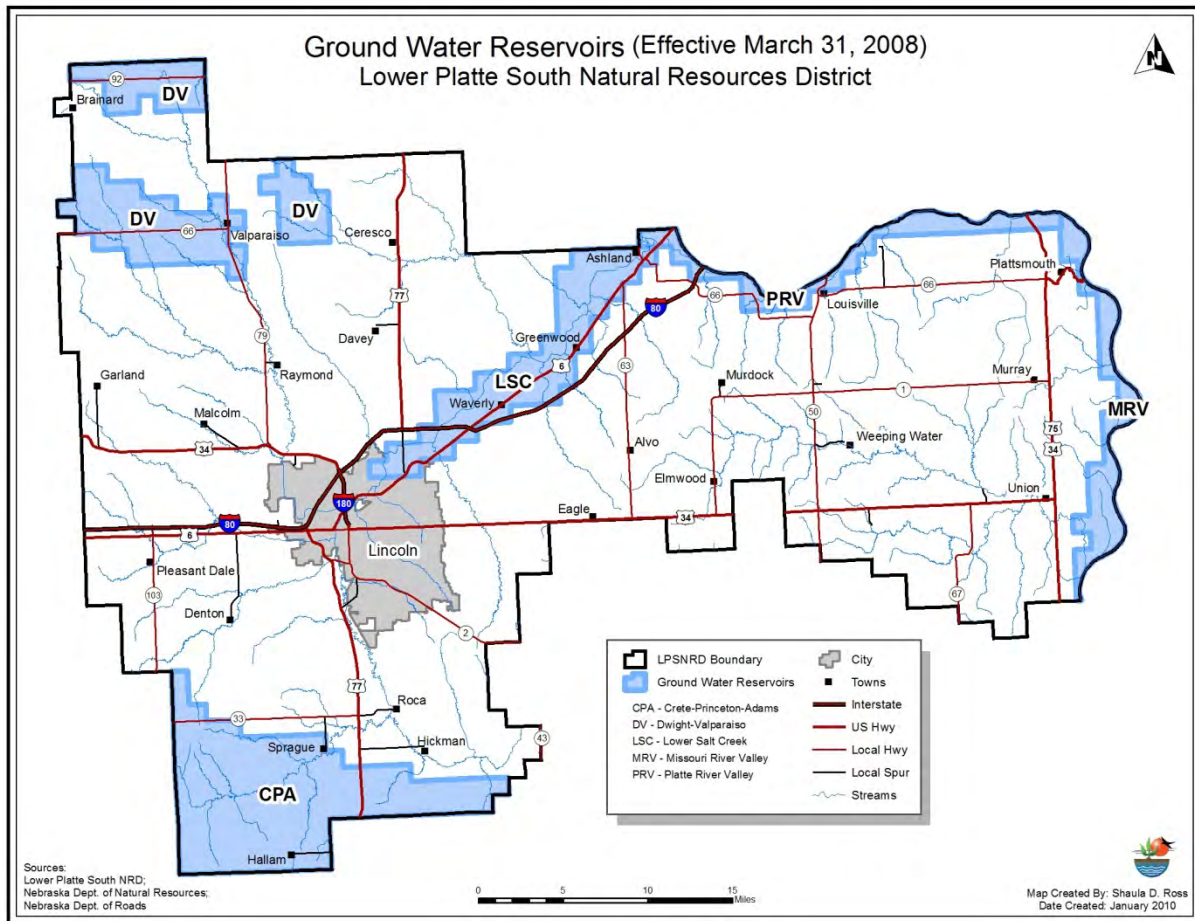 Ground Water Reservoirs (Effective March 31, 2008)
Lower Platte South Natural Resources District
N
92
DV
Brainard
DV
DV
66
Valparaiso
Ceresco
77
79
Davey
Raymond
Garland
Malcolm
34
Ashland
Greenwood
6
80
LSC
Waverly
63
66
PRV
Louisville
66
Plattsmouth
Murdock
1
Murray
MRV
50
75
34
Alvo
Weeping Water
Elmwood
Union
Eagle
34
67
180
80
6
Lincoln
Pleasant Dale
103
Denton
2
77
Roca
33
Sprague
Hickman
43
CPA
Hallam
LPSNRD Boundary
Ground Water Reservoirs
CPA - Crete-Princeton-Adams
DV - Dwight-Valparaiso
LSC - Lower Salt Creek
MRV - Missouri River Valley
PRV - Platte River Valley
City
Towns
Interstate
US Hwy
Local Hwy
Local Spur
Streams
Sources:
Lower Platte South NRD;
Nebraska Dept. of Natural Resources;
Nebraska Dept. of Roads
0 5 10 15
Miles
Map Created By: Shaula D. Ross
Date Created: January 2010